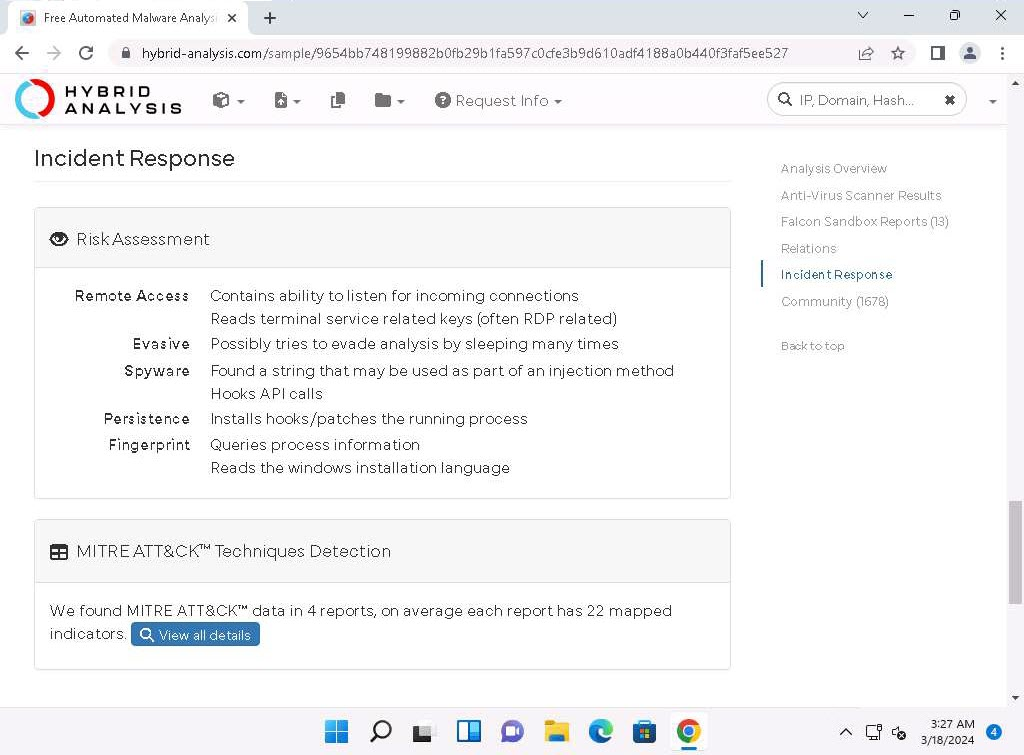 Free Automated Malware Analys
hybrid-analysis.com/sample/9654bb748199882b0fb29b1fa597c0cfe3b9d610adf4188a0b440f3faf5ee527
HYBRID
ANALYSIS
Request Info
IP, Domain, Hash...
Incident Response
Risk Assessment
Remote Access Contains ability to listen for incoming connections
Reads terminal service related keys (often RDP related)
Evasive Possibly tries to evade analysis by sleeping many times
Spyware Found a string that may be used as part of an injection method
Hooks API calls
Persistence Installs hooks/patches the running process
Fingerprint Queries process information
Reads the windows installation language
MITRE ATT&CK™ Techniques Detection
We found MITRE ATT&CK™ data in 4 reports, on average each report has 22 mapped
indicators. View all details
Analysis Overview
Anti-Virus Scanner Results
Falcon Sandbox Reports (13)
Relations
Incident Response
Community (1678)
Back to top
3:27 AM
3/18/2024
4